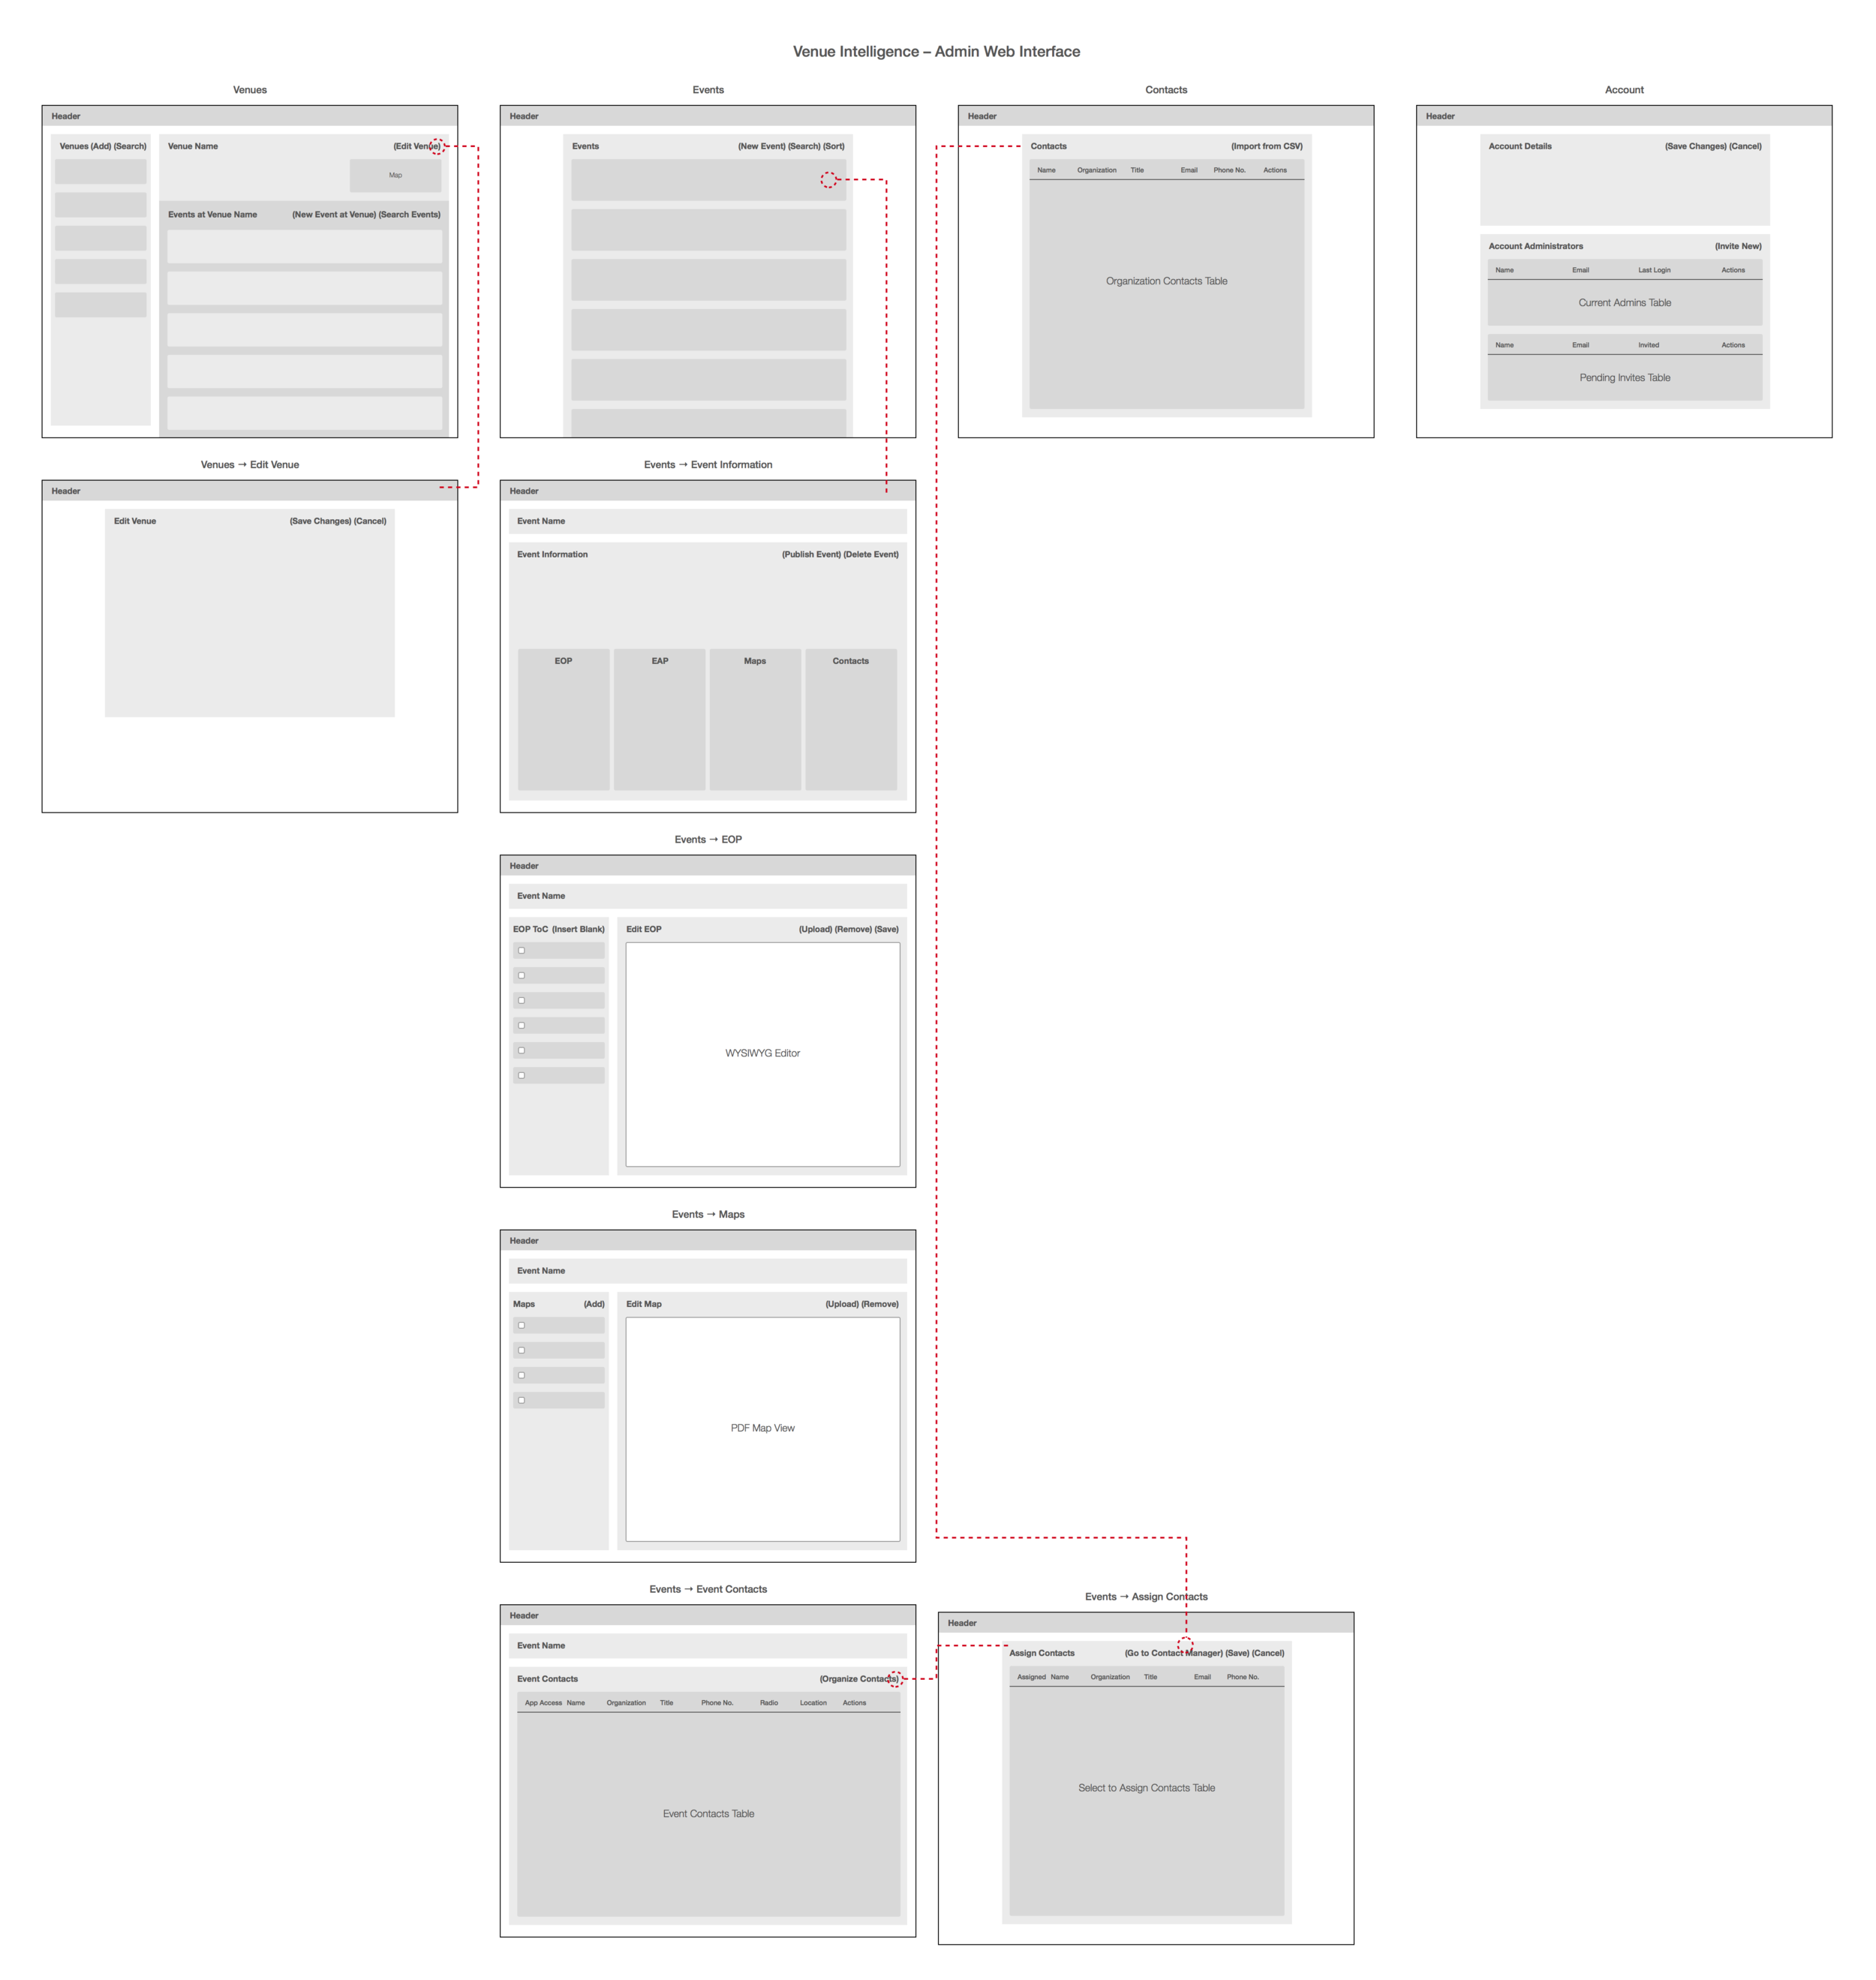 Venue Intelligence – Admin Web Interface
Venues
Header
Venues (Add) (Search)
Venue Name (Edit Venue)
Map
Events at Venue Name (New Event at Venue) (Search Events)
Events
Header
Events (New Event) (Search) (Sort)
Contacts
Header
Contacts (Import from CSV)
Name Organization Title Email Phone No. Actions
Organization Contacts Table
Account
Header
Account Details (Save Changes) (Cancel)
Account Administrators (Invite New)
Name Email Last Login Actions
Current Admins Table
Name Email Invited Actions
Pending Invites Table
Venues → Edit Venue
Header
Edit Venue (Save Changes) (Cancel)
Events → Event Information
Header
Event Name
Event Information (Publish Event) (Delete Event)
EOP EAP Maps Contacts
Events → EOP
Header
Event Name
EOP ToC (Insert Blank)
Edit EOP (Upload) (Remove) (Save)
WYSIWYG Editor
Events → Maps
Header
Event Name
Maps (Add)
Edit Map (Upload) (Remove)
PDF Map View
Events → Event Contacts
Header
Event Name
Event Contacts (Organize Contacts)
App Access Name Organization Title Phone No. Radio Location Actions
Event Contacts Table
Events → Assign Contacts
Header
Assign Contacts (Go to Contact Manager) (Save) (Cancel)
Assigned Name Organization Title Email Phone No.
Select to Assign Contacts Table